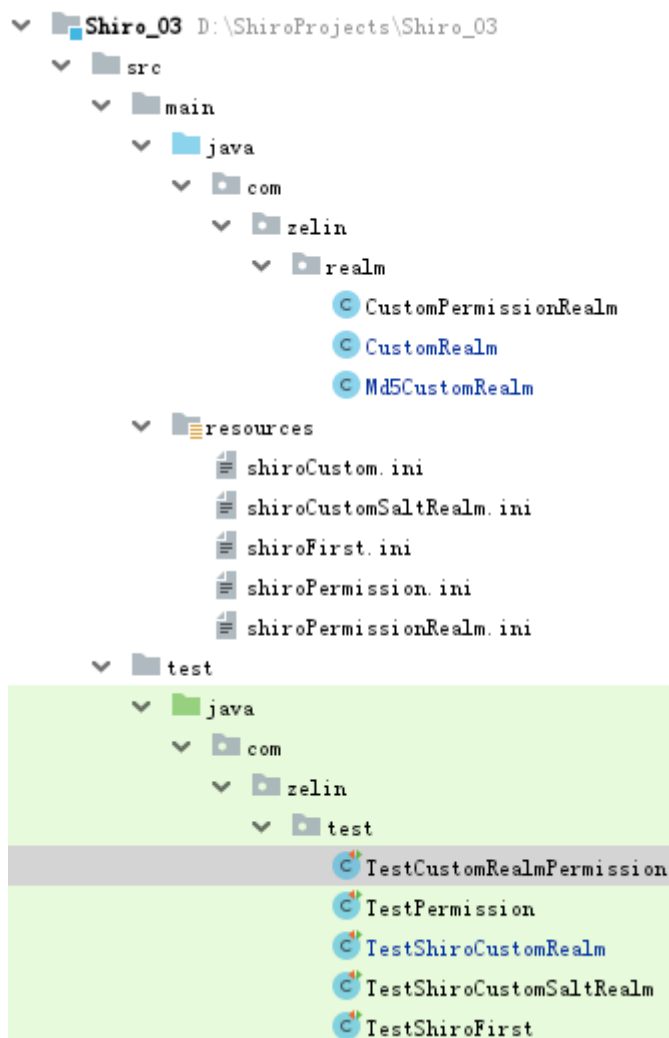 Shiro_03 D:\ShiroProjects\Shiro_03
src
main
java
com
zelin
realm
CustomPermissionRealm
CustomRealm
Md5CustomRealm
resources
shiroCustom.ini
shiroCustomSaltRealm.ini
shiroFirst.ini
shiroPermission.ini
shiroPermissionRealm.ini
test
java
com
zelin
test
TestCustomRealmPermission
TestPermission
TestShiroCustomRealm
TestShiroCustomSaltRealm
TestShiroFirst